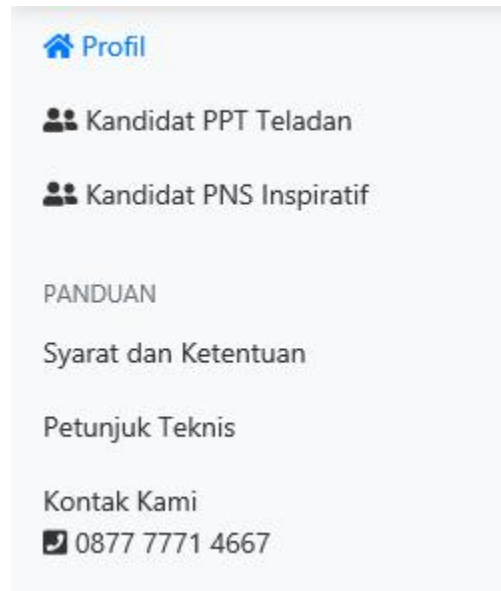 Profil
Kandidat PPT Teladan
Kandidat PNS Inspiratif
PANDUAN
Syarat dan Ketentuan
Petunjuk Teknis
Kontak Kami
0877 7771 4667